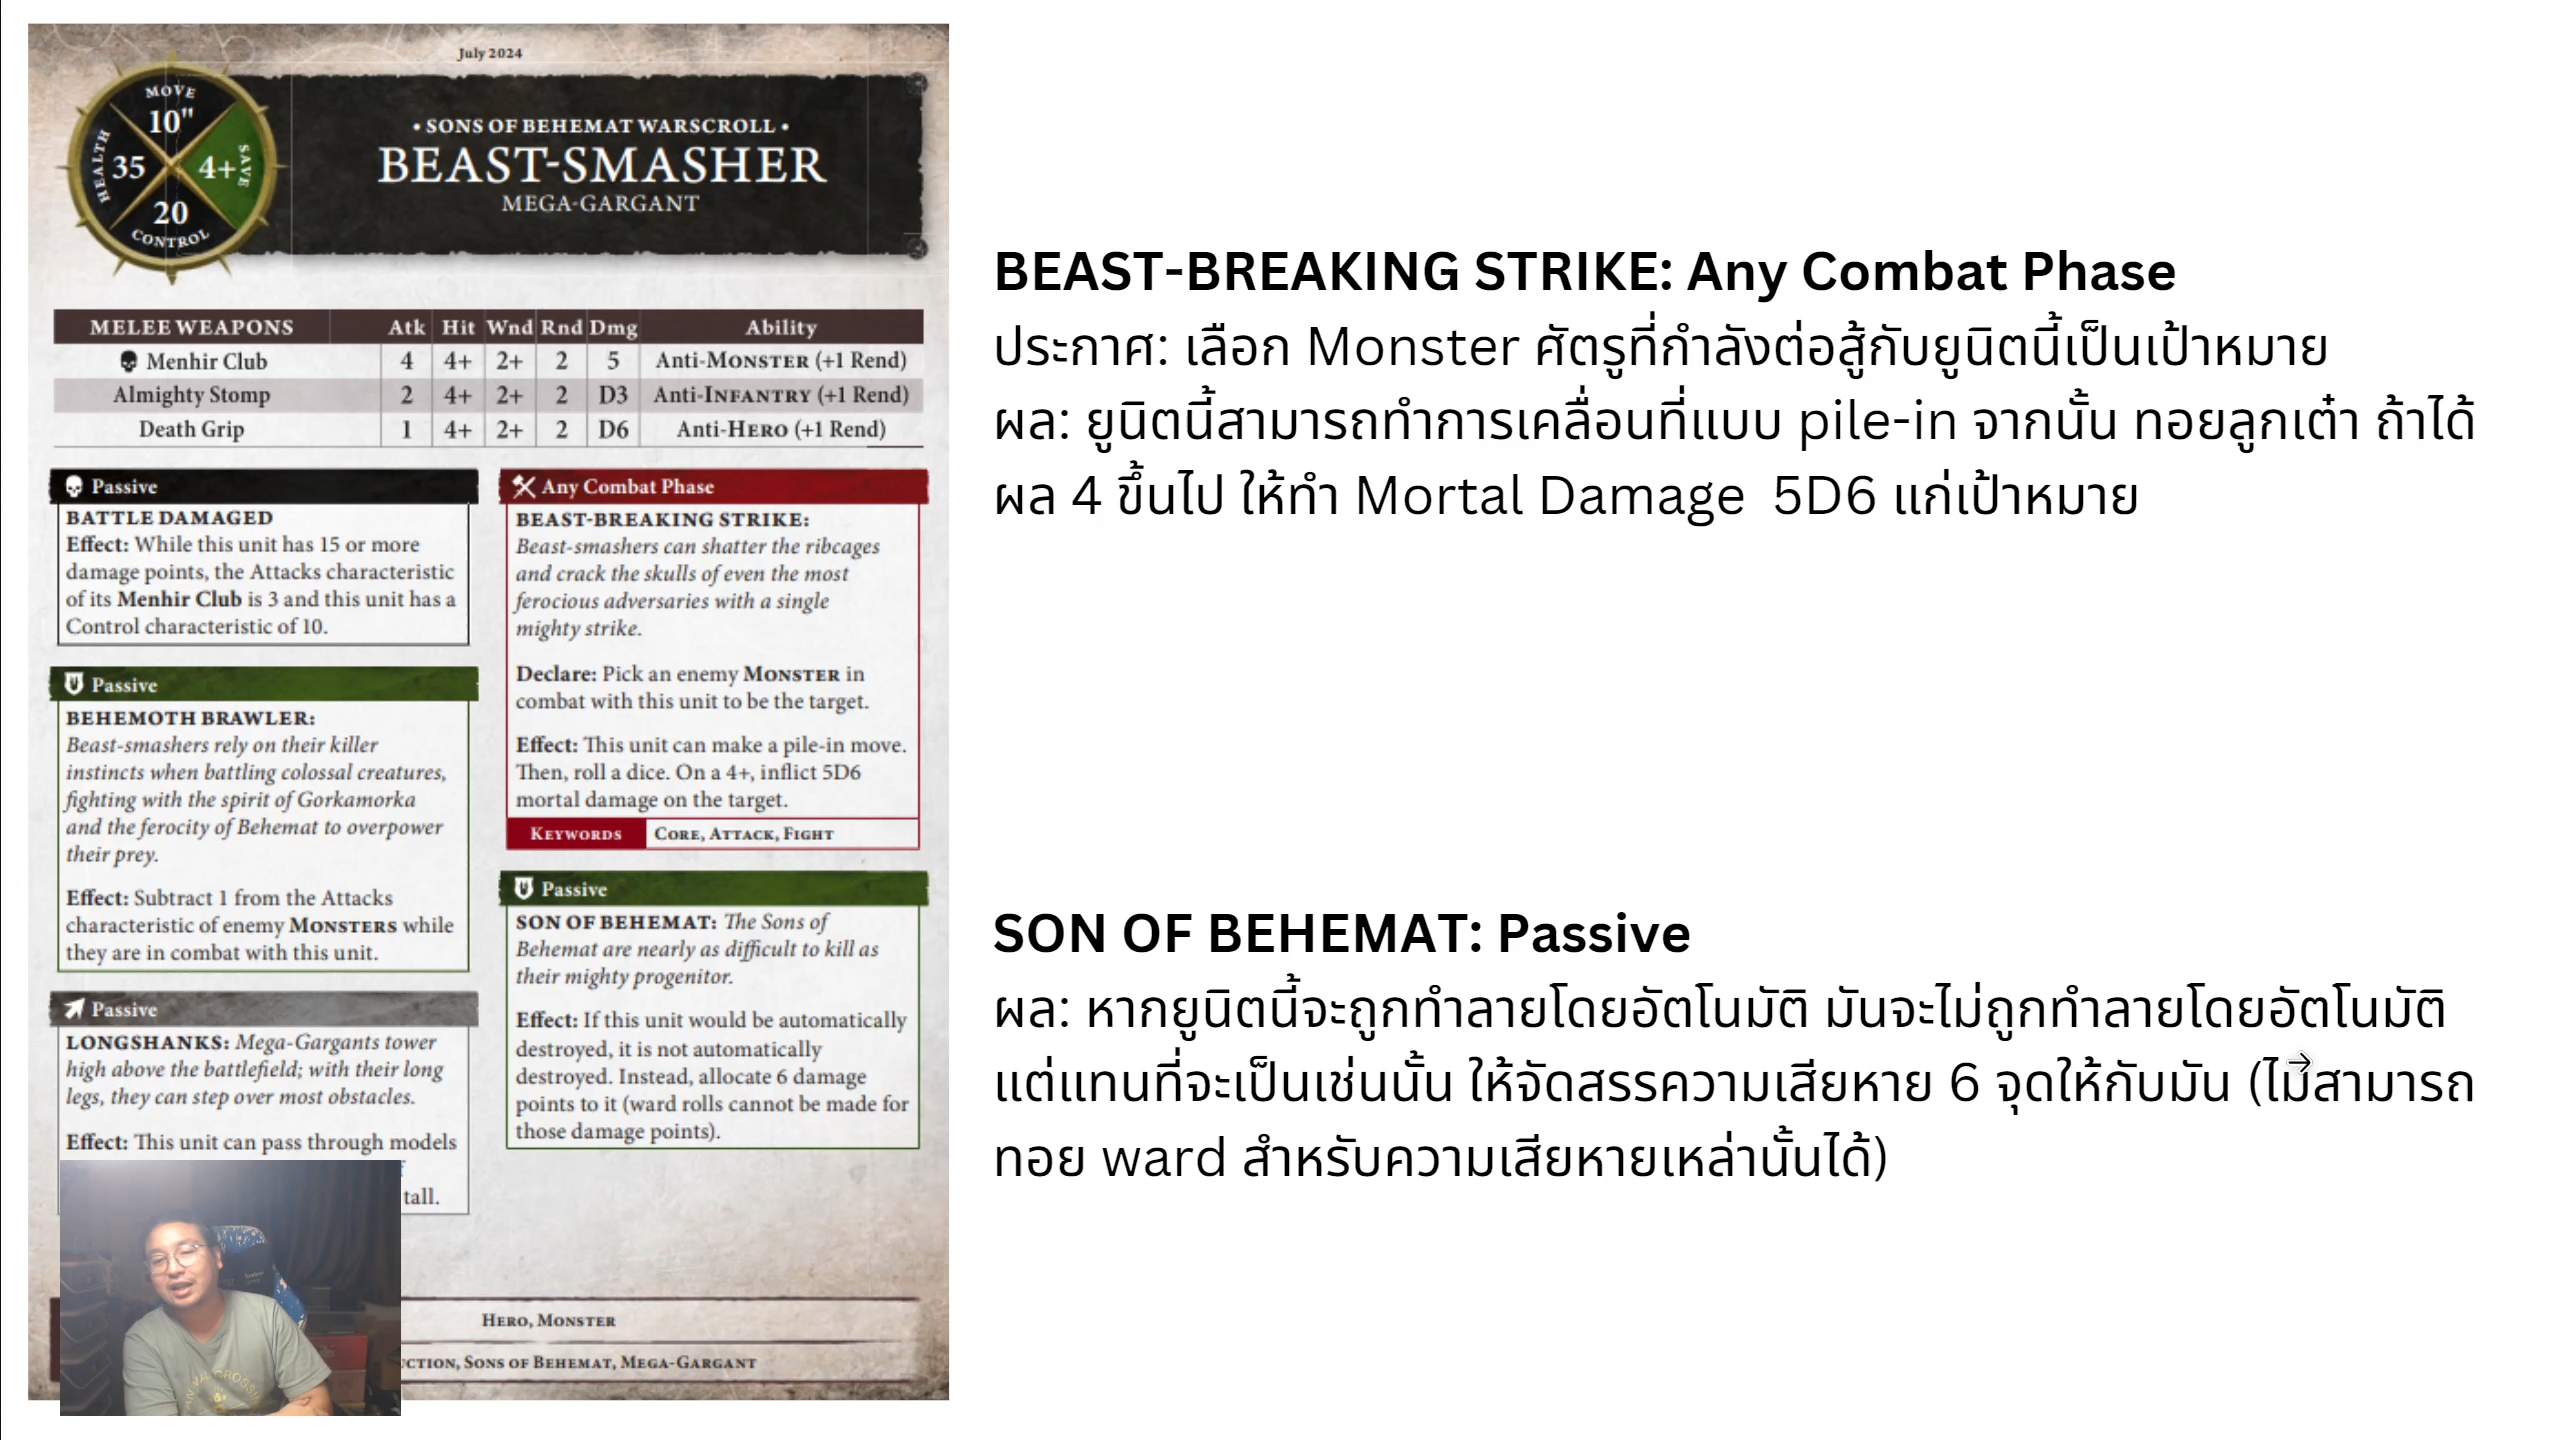 July 2024
MOVE
10"
HEALTH
35
4+
SAVE
20
CONTROL
• SONS OF BEHEMAT WARSCROLL •
BEAST-SMASHER
MEGA-GARGANT
MELEE WEAPONS Atk Hit Wnd Rnd Dmg Ability
Menhir Club 4 4+ 2+ 2 5 Anti-MONSTER (+1 Rend)
Almighty Stomp 2 4+ 2+ 2 D3 Anti-INFANTRY (+1 Rend)
Death Grip 1 4+ 2+ 2 D6 Anti-HERO (+1 Rend)
Passive
BATTLE DAMAGED
Effect: While this unit has 15 or more
damage points, the Attacks characteristic
of its Menhir Club is 3 and this unit has a
Control characteristic of 10.
Passive
BEHEMOTH BRAWLER:
Beast-smashers rely on their killer
instincts when battling colossal creatures,
fighting with the spirit of Gorkamorka
and the ferocity of Behemat to overpower
their prey.
Effect: Subtract 1 from the Attacks
characteristic of enemy MONSTERS while
they are in combat with this unit.
Passive
LONGSHANKS: Mega-Gargants tower
high above the battlefield; with their long
legs, they can step over most obstacles.
Effect: This unit can pass through models
tall.
Any Combat Phase
BEAST-BREAKING STRIKE:
Beast-smashers can shatter the ribcages
and crack the skulls of even the most
ferocious adversaries with a single
mighty strike.
Declare: Pick an enemy MONSTER in
combat with this unit to be the target.
Effect: This unit can make a pile-in move.
Then, roll a dice. On a 4+, inflict 5D6
mortal damage on the target.
KEYWORDS CORE, ATTACK, FIGHT
Passive
SON OF BEHEMAT: The Sons of
Behemat are nearly as difficult to kill as
their mighty progenitor.
Effect: If this unit would be automatically
destroyed, it is not automatically
destroyed. Instead, allocate 6 damage
points to it (ward rolls cannot be made for
those damage points).
HERO, MONSTER
CTION, SONS OF BEHEMAT, MEGA-GARGANT
BEAST-BREAKING STRIKE: Any Combat Phase
ประกาศ: เลือก Monster ศัตรูที่กำลังต่อสู้กับยูนิตนี้เป็นเป้าหมาย
ผล: ยูนิตนี้สามารถทำการเคลื่อนที่แบบ pile-in จากนั้น ทอยลูกเต๋า ถ้าได้
ผล 4 ขึ้นไป ให้ทำ Mortal Damage 5D6 แก่เป้าหมาย
SON OF BEHEMAT: Passive
ผล: หากยูนิตนี้จะถูกทำลายโดยอัตโนมัติ มันจะไม่ถูกทำลายโดยอัตโนมัติ
แต่แทนที่จะเป็นเช่นนั้น ให้จัดสรรความเสียหาย 6 จุดให้กับมัน (ไม่สามารถ
ทอย ward สำหรับความเสียหายเหล่านั้นได้)